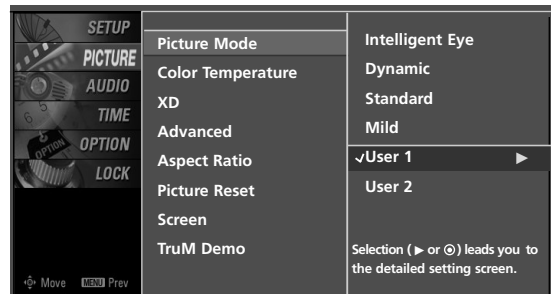 SETUP
PICTURE
AUDIO
TIME
OPTION
LOCK
Move MENU Prev
Picture Mode
Color Temperature
XD
Advanced
Aspect Ratio
Picture Reset
Screen
TruM Demo
Intelligent Eye
Dynamic
Standard
Mild
✓User 1 ▶
User 2
Selection ( ▶ or ⊙ ) leads you to
the detailed setting screen.